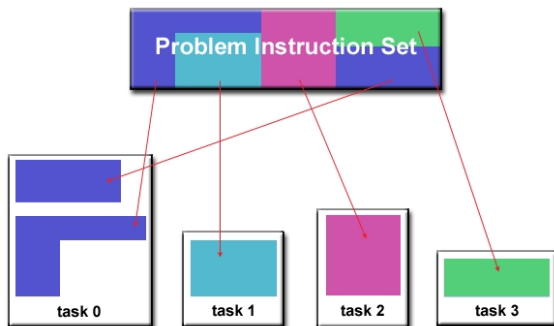 Problem Instruction Set
task 0
task 1
task 2
task 3